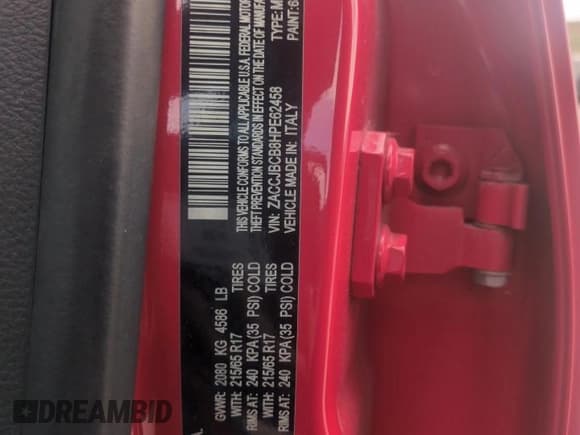 THIS VEHICLE CONFORMS TO ALL APPLICABLE U.S.A. FEDERAL MOTOR
THEFT PREVENTION STANDARDS IN EFFECT ON THE DATE OF MANUFA
VIN: ZACCJBCB8HPE62458 TYPE: M
VEHICLE MADE IN: ITALY PAINT:
GVWR: 2080 KG 4586 LB
WITH: 215/65 R17 TIRES
RIMS AT: 240 KPA(35 PSI) COLD
WITH: 215/65 R17 TIRES
RIMS AT: 240 KPA(35 PSI) COLD
DREAMBID